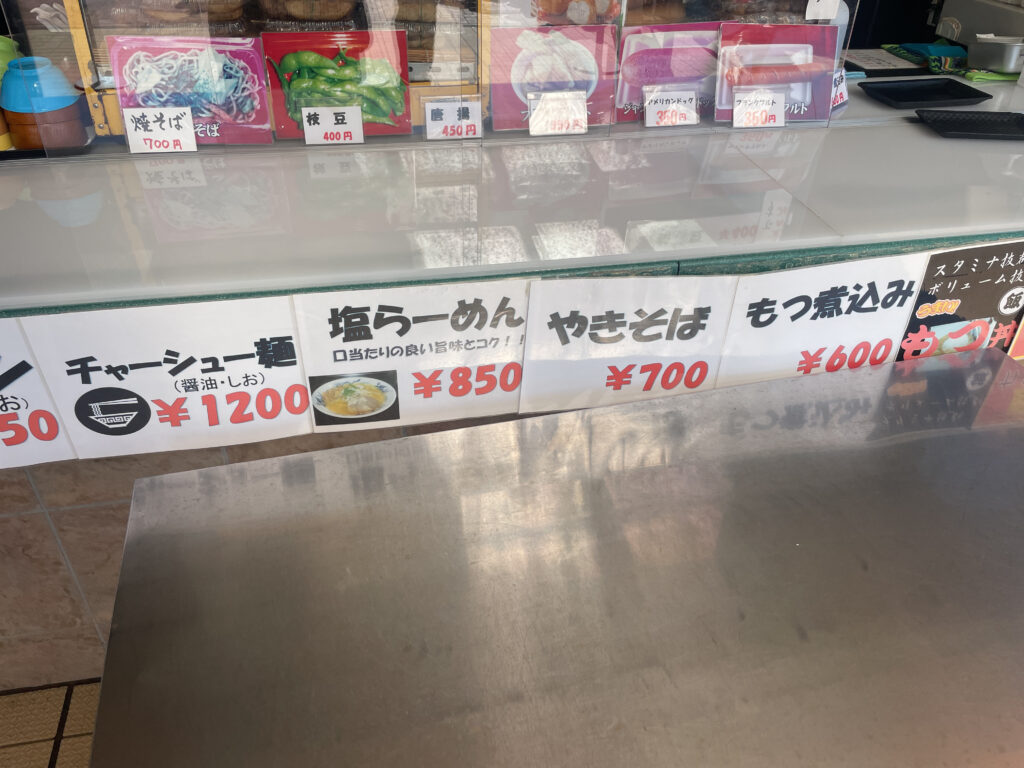 焼そば
700円
枝豆
400円
唐揚
450円
アメリカンドッグ
350円
フランクフルト
350円
50
チャーシュー麺
(醤油・しお)
¥1200
塩らーめん
口当たりの良い旨味とコク!!
¥850
やきそば
¥700
もつ煮込み
¥600
スタミナ抜
ボリューム抜
もつ丼